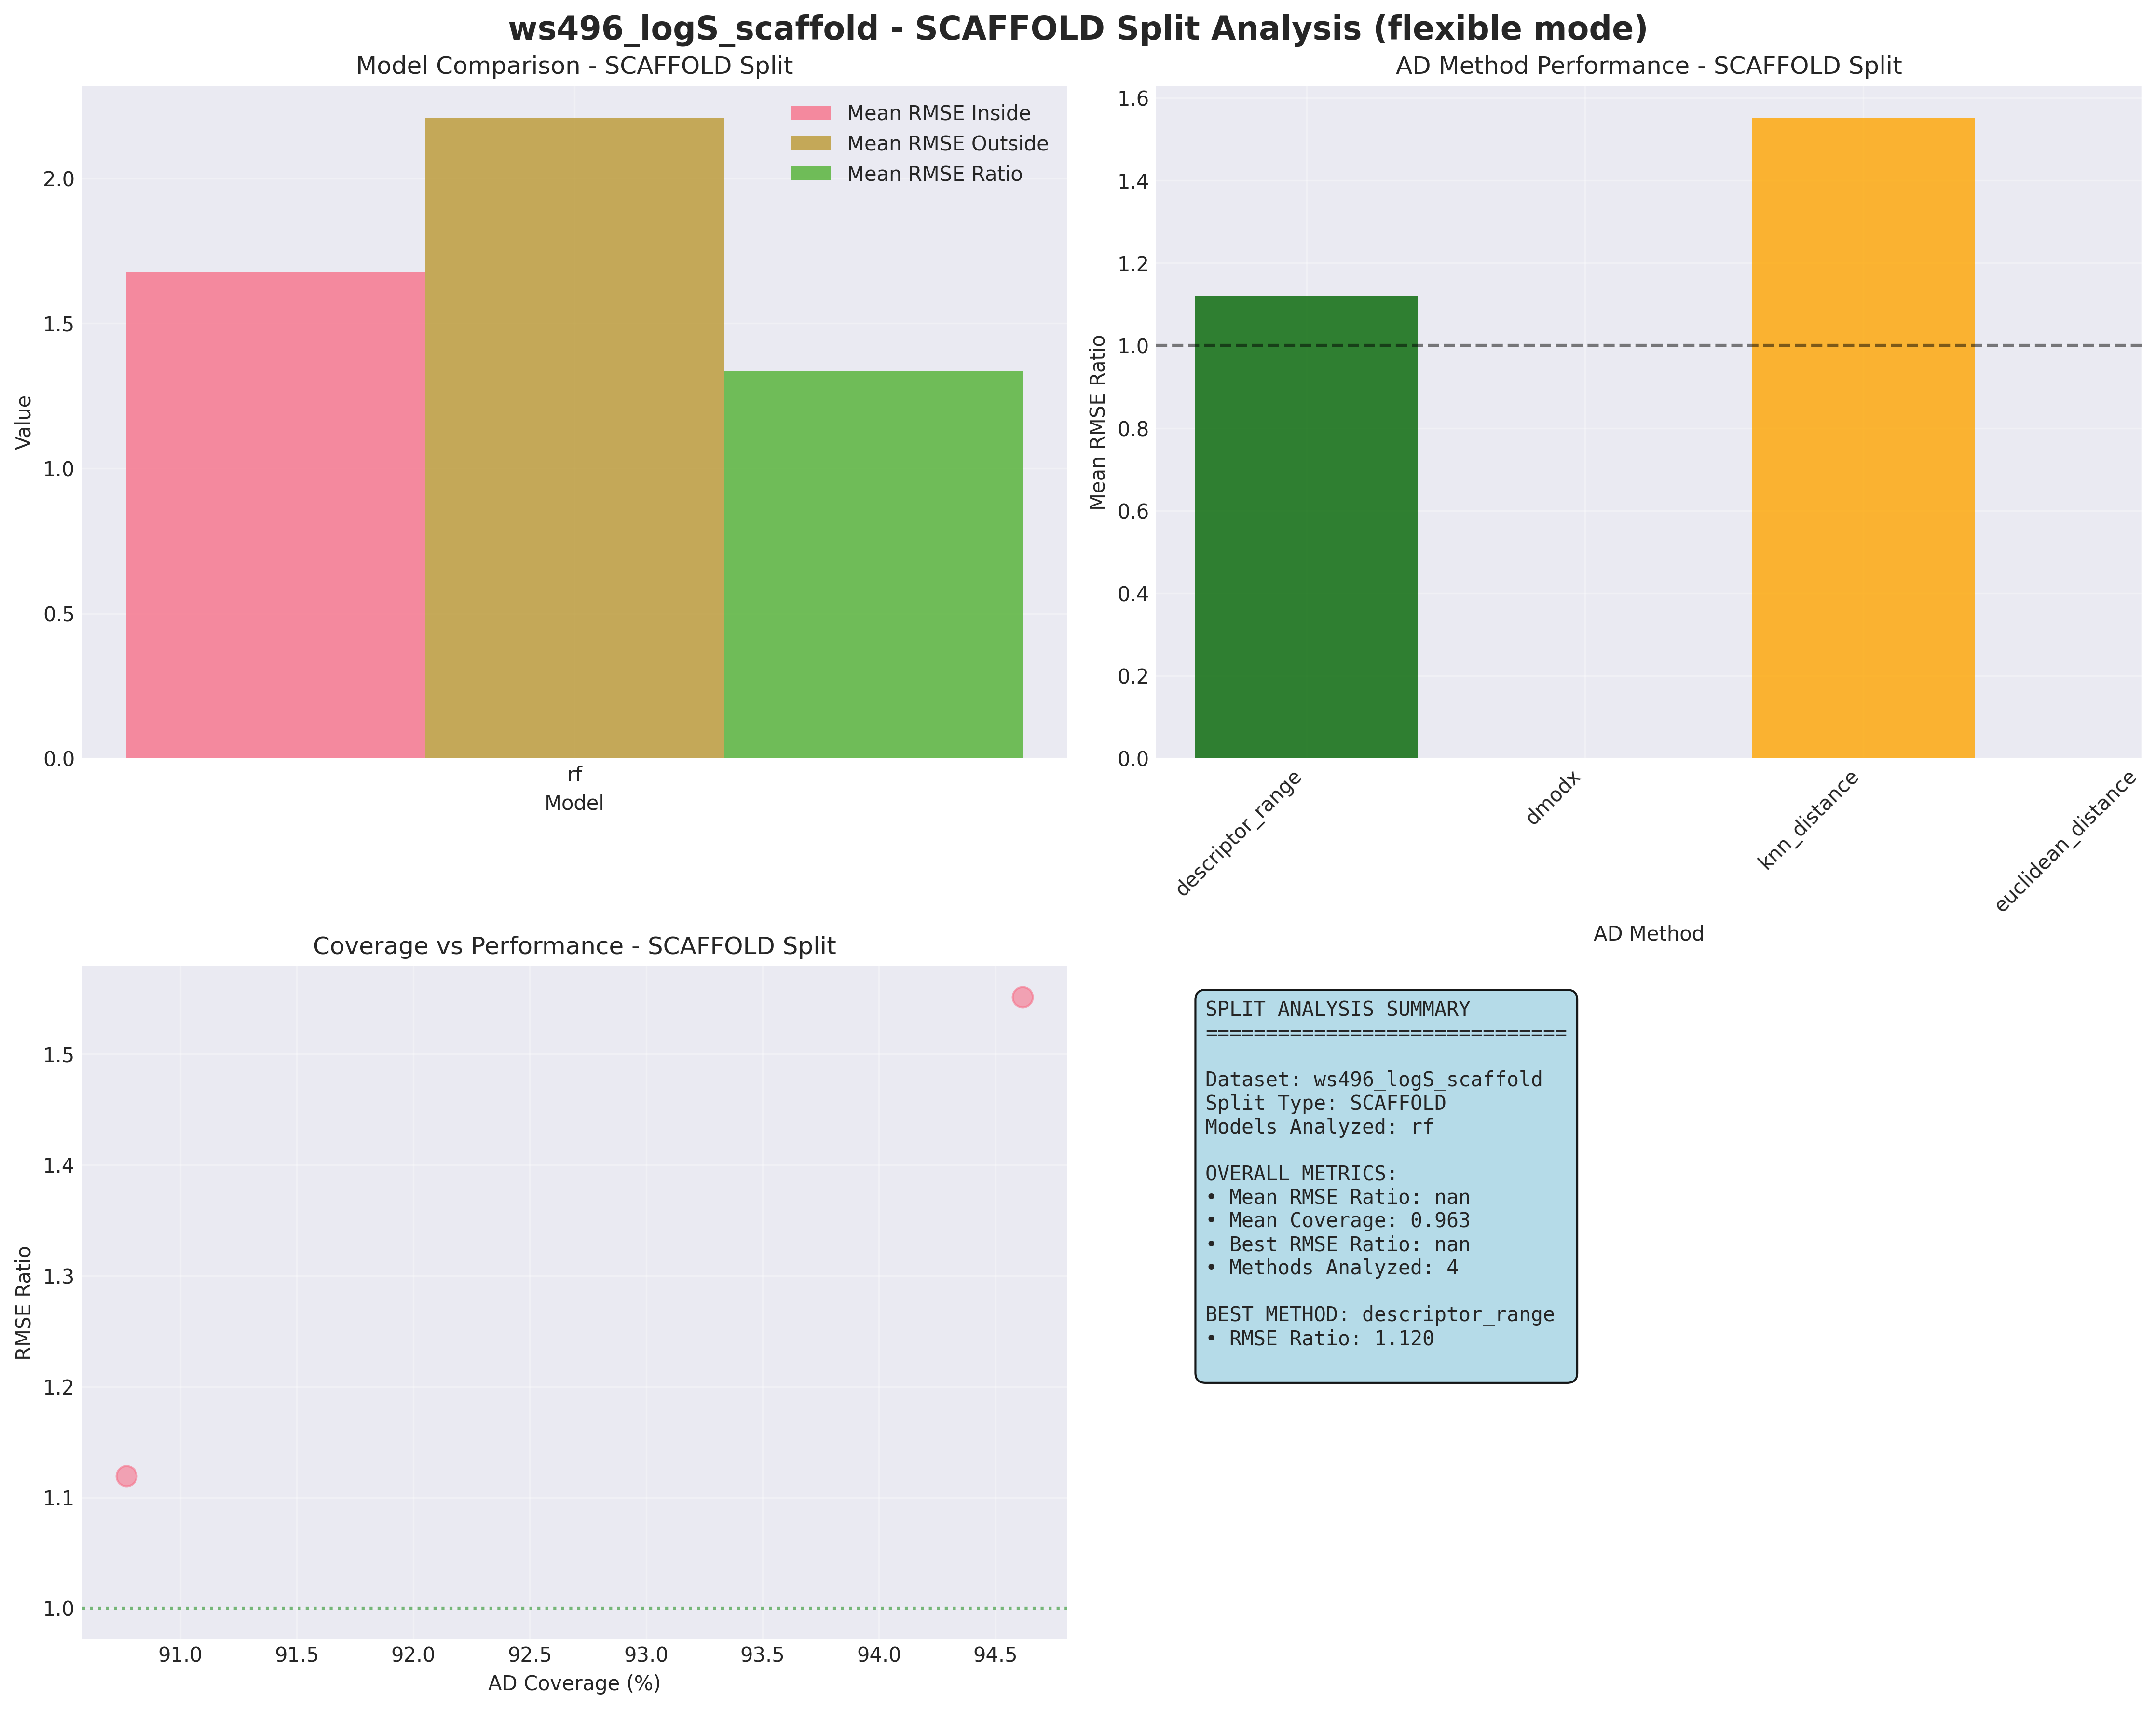 ws496_logS_scaffold - SCAFFOLD Split Analysis (flexible mode)
Model Comparison - SCAFFOLD Split
Mean RMSE Inside
Mean RMSE Outside
Mean RMSE Ratio
Value
2.0
1.5
1.0
0.5
0.0
rf
Model
AD Method Performance - SCAFFOLD Split
Mean RMSE Ratio
1.6
1.4
1.2
1.0
0.8
0.6
0.4
0.2
0.0
descriptor_range
dmodx
knn_distance
euclidean_distance
AD Method
Coverage vs Performance - SCAFFOLD Split
RMSE Ratio
1.5
1.4
1.3
1.2
1.1
1.0
91.0 91.5 92.0 92.5 93.0 93.5 94.0 94.5
AD Coverage (%)
SPLIT ANALYSIS SUMMARY
==============================
Dataset: ws496_logS_scaffold
Split Type: SCAFFOLD
Models Analyzed: rf
OVERALL METRICS:
• Mean RMSE Ratio: nan
• Mean Coverage: 0.963
• Best RMSE Ratio: nan
• Methods Analyzed: 4
BEST METHOD: descriptor_range
• RMSE Ratio: 1.120